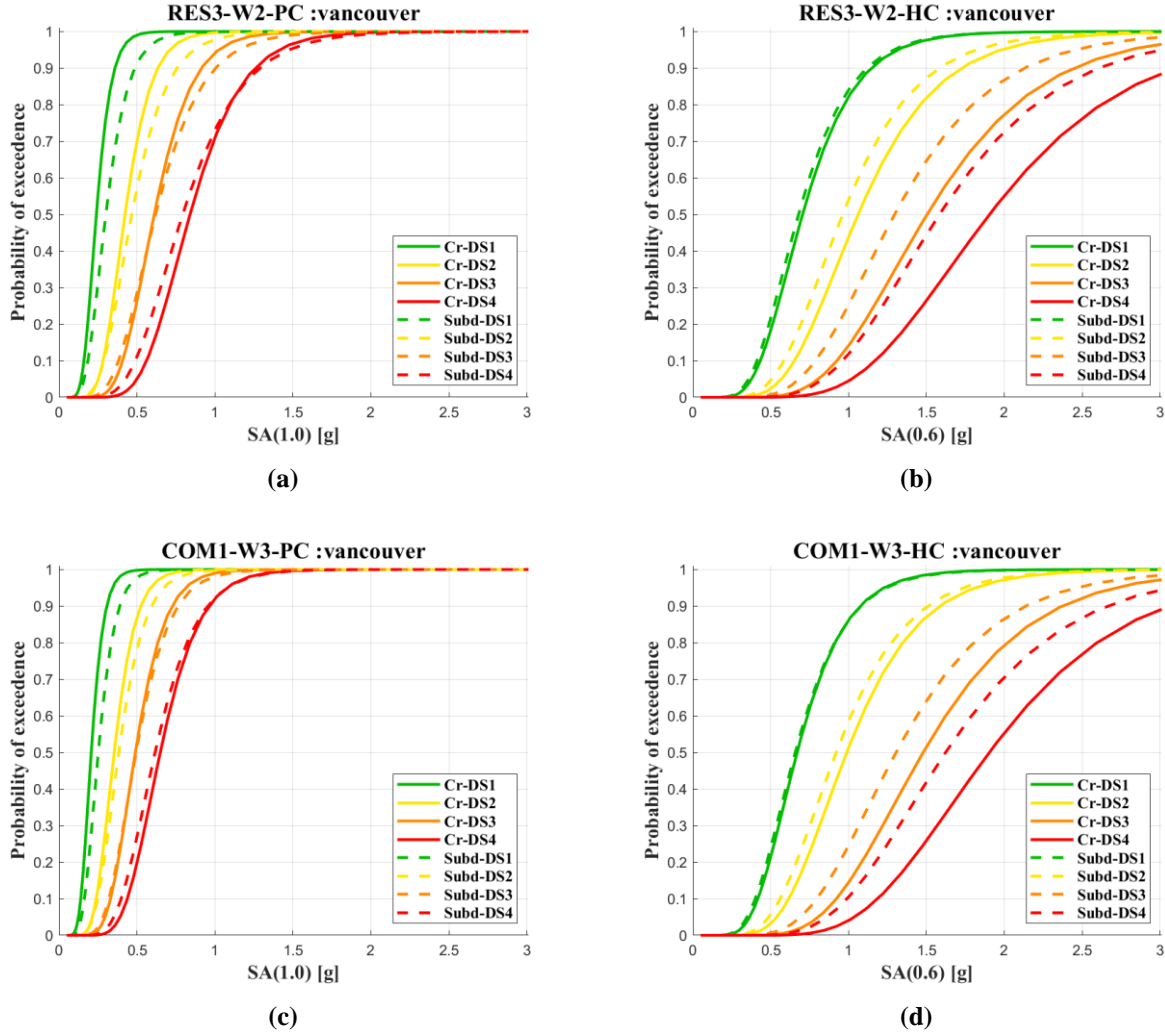 RES3-W2-PC :vancouver
1
0.9
0.8
0.7
0.6
0.5
0.4
0.3
0.2
0.1
0
Probability of exceedence
Cr-DS1
Cr-DS2
Cr-DS3
Cr-DS4
Subd-DS1
Subd-DS2
Subd-DS3
Subd-DS4
0 0.5 1 1.5 2 2.5 3
SA(1.0) [g]
(a)
RES3-W2-HC :vancouver
1
0.9
0.8
0.7
0.6
0.5
0.4
0.3
0.2
0.1
0
Probability of exceedence
Cr-DS1
Cr-DS2
Cr-DS3
Cr-DS4
Subd-DS1
Subd-DS2
Subd-DS3
Subd-DS4
0 0.5 1 1.5 2 2.5 3
SA(0.6) [g]
(b)
COM1-W3-PC :vancouver
1
0.9
0.8
0.7
0.6
0.5
0.4
0.3
0.2
0.1
0
Probability of exceedence
Cr-DS1
Cr-DS2
Cr-DS3
Cr-DS4
Subd-DS1
Subd-DS2
Subd-DS3
Subd-DS4
0 0.5 1 1.5 2 2.5 3
SA(1.0) [g]
(c)
COM1-W3-HC :vancouver
1
0.9
0.8
0.7
0.6
0.5
0.4
0.3
0.2
0.1
0
Probability of exceedence
Cr-DS1
Cr-DS2
Cr-DS3
Cr-DS4
Subd-DS1
Subd-DS2
Subd-DS3
Subd-DS4
0 0.5 1 1.5 2 2.5 3
SA(0.6) [g]
(d)